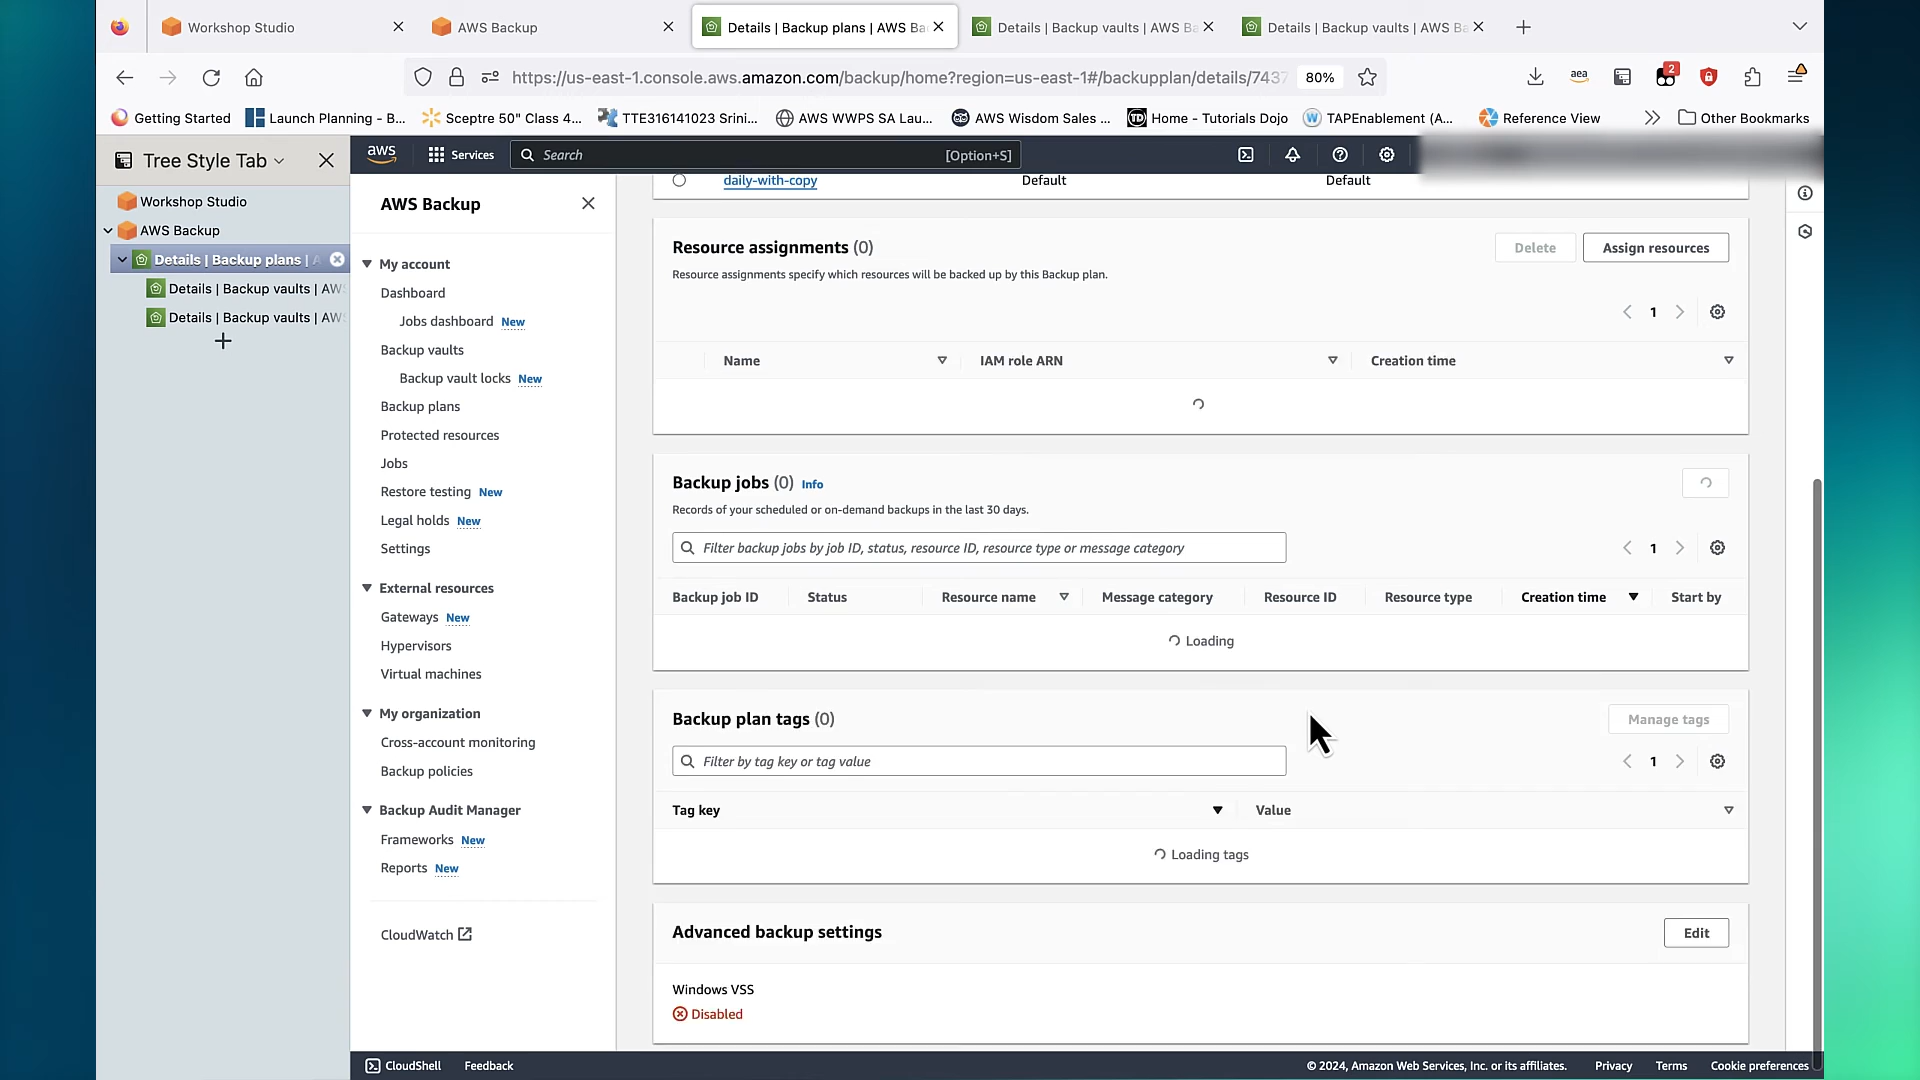 Workshop Studio
AWS Backup
Details | Backup plans | AWS Ba
Details | Backup vaults | AWS Ba
Details | Backup vaults | AWS Ba
https://us-east-1.console.aws.amazon.com/backup/home?region=us-east-1#/backupplan/details/7437
80%
aea
2
Getting Started
Launch Planning - B...
Sceptre 50" Class 4...
TTE316141023 Srini...
AWS WWPS SA Lau...
AWS Wisdom Sales ...
Home - Tutorials Dojo
TAPEnablement (A...
Reference View
Other Bookmarks
Tree Style Tab
Workshop Studio
AWS Backup
Details | Backup plans | A
Details | Backup vaults | AWS
Details | Backup vaults | AWS
aws
Services
Search
[Option+S]
AWS Backup
My account
Dashboard
Jobs dashboard New
Backup vaults
Backup vault locks New
Backup plans
Protected resources
Jobs
Restore testing New
Legal holds New
Settings
External resources
Gateways New
Hypervisors
Virtual machines
My organization
Cross-account monitoring
Backup policies
Backup Audit Manager
Frameworks New
Reports New
CloudWatch
daily-with-copy
Default
Default
Resource assignments (0)
Delete
Assign resources
Resource assignments specify which resources will be backed up by this Backup plan.
1
Name
IAM role ARN
Creation time
Backup jobs (0) Info
Records of your scheduled or on-demand backups in the last 30 days.
Filter backup jobs by job ID, status, resource ID, resource type or message category
1
Backup job ID
Status
Resource name
Message category
Resource ID
Resource type
Creation time
Start by
Loading
Backup plan tags (0)
Manage tags
Filter by tag key or tag value
1
Tag key
Value
Loading tags
Advanced backup settings
Edit
Windows VSS
Disabled
CloudShell
Feedback
© 2024, Amazon Web Services, Inc. or its affiliates.
Privacy
Terms
Cookie preferences